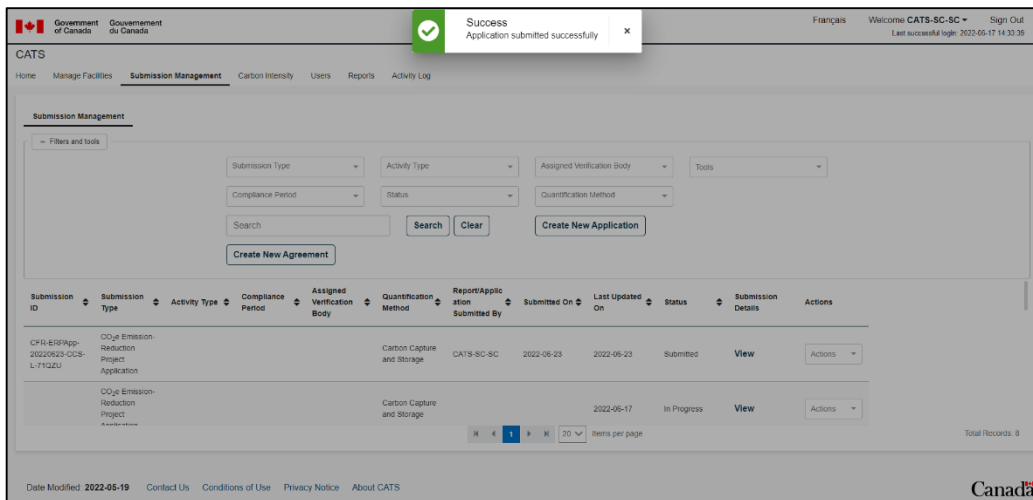 Government of Canada
Gouvernement du Canada
Success
Application submitted successfully
×
Français
Welcome CATS-SC-SC
Sign Out
Last successful login: 2022-06-17 14:33:39
CATS
Home Manage Facilities Submission Management Carbon Intensity Users Reports Activity Log
Submission Management
− Filters and tools
Submission Type Activity Type Assigned Verification Body Tools
Compliance Period Status Quantification Method
Search Search Clear Create New Application
Create New Agreement
Submission ID
Submission Type
Activity Type
Compliance Period
Assigned Verification Body
Quantification Method
Report/Application Submitted By
Submitted On
Last Updated On
Status
Submission Details
Actions
CFR-ERPApp-
20220623-CCS-
L-71QZU
CO₂e Emission-
Reduction
Project
Application
Carbon Capture
and Storage
CATS-SC-SC
2022-06-23
2022-06-23
Submitted
View
Actions
CO₂e Emission-
Reduction
Project
Application
Carbon Capture
and Storage
2022-06-17
In Progress
View
Actions
1 20 Items per page
Total Records: 8
Date Modified: 2022-05-19 Contact Us Conditions of Use Privacy Notice About CATS
Canada